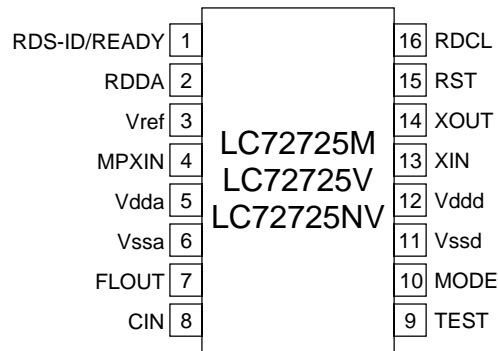 RDS-ID/READY 1
RDDA 2
Vref 3
MPXIN 4
Vdda 5
Vssa 6
FLOUT 7
CIN 8
LC72725M
LC72725V
LC72725NV
16 RDCL
15 RST
14 XOUT
13 XIN
12 Vddd
11 Vssd
10 MODE
9 TEST